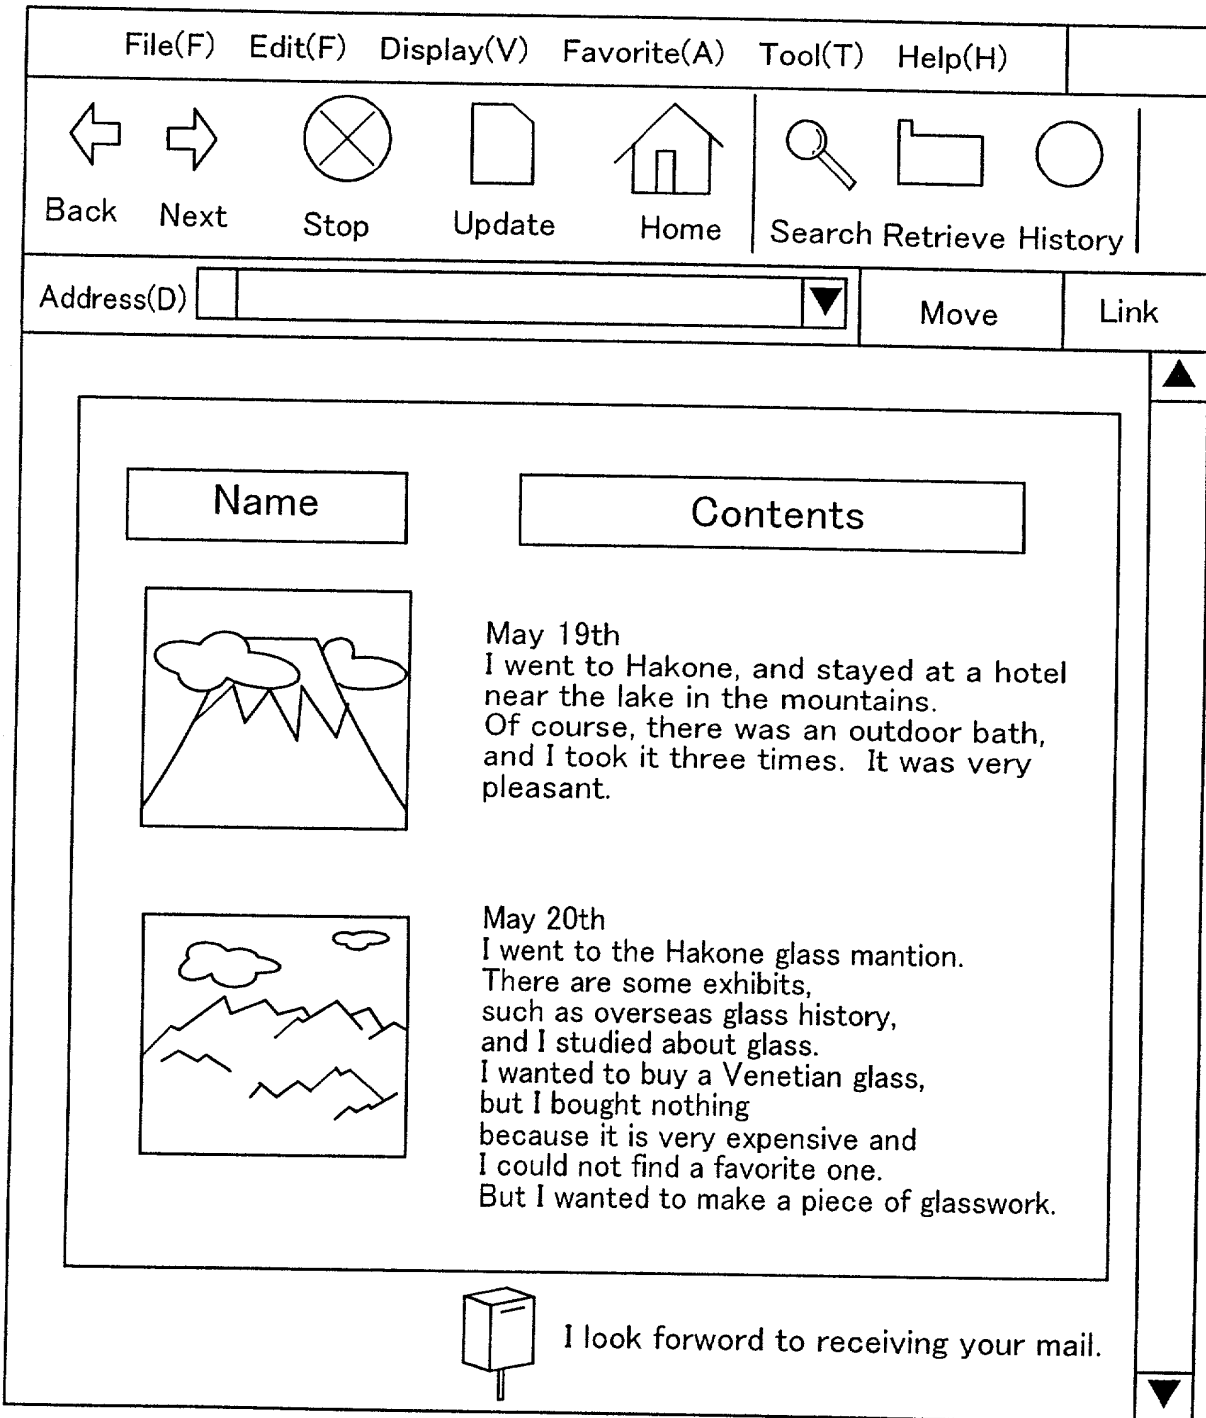 File(F) Edit(F) Display(V) Favorite(A) Tool(T) Help(H)
Back Next Stop Update Home Search Retrieve History
Address(D) Move Link
Name Contents
May 19th
I went to Hakone, and stayed at a hotel
near the lake in the mountains.
Of course, there was an outdoor bath,
and I took it three times. It was very
pleasant.
May 20th
I went to the Hakone glass mantion.
There are some exhibits,
such as overseas glass history,
and I studied about glass.
I wanted to buy a Venetian glass,
but I bought nothing
because it is very expensive and
I could not find a favorite one.
But I wanted to make a piece of glasswork.
I look forword to receiving your mail.